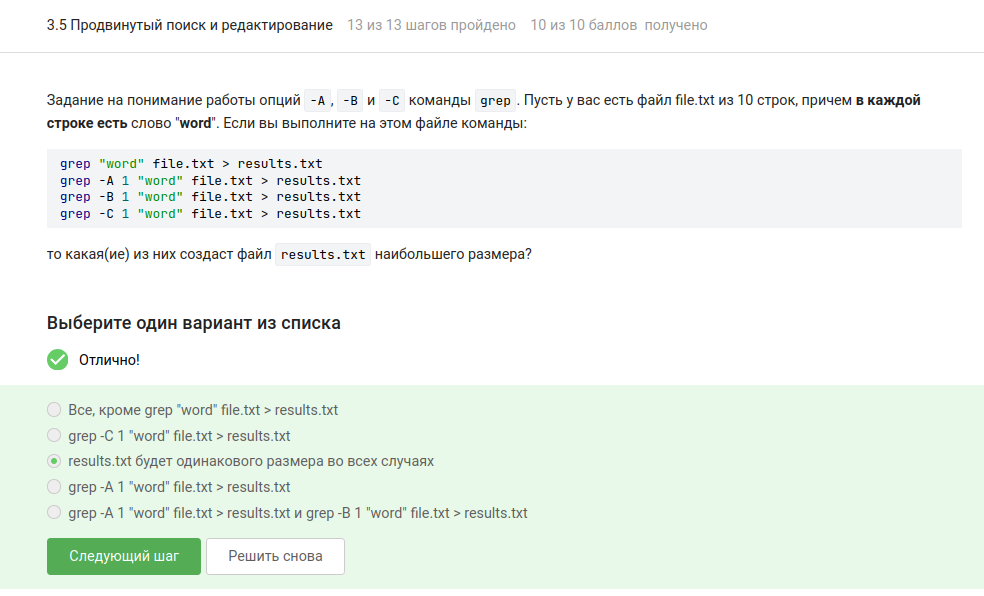 3.5 Продвинутый поиск и редактирование 13 из 13 шагов пройдено 10 из 10 баллов получено
Задание на понимание работы опций -A, -B и -C команды grep. Пусть у вас есть файл file.txt из 10 строк, причем в каждой
строке есть слово "word". Если вы выполните на этом файле команды:
grep "word" file.txt > results.txt
grep -A 1 "word" file.txt > results.txt
grep -B 1 "word" file.txt > results.txt
grep -C 1 "word" file.txt > results.txt
то какая(ие) из них создаст файл results.txt наибольшего размера?
Выберите один вариант из списка
Отлично!
Все, кроме grep "word" file.txt > results.txt
grep -C 1 "word" file.txt > results.txt
results.txt будет одинакового размера во всех случаях
grep -A 1 "word" file.txt > results.txt
grep -A 1 "word" file.txt > results.txt и grep -B 1 "word" file.txt > results.txt
Следующий шаг Решить снова